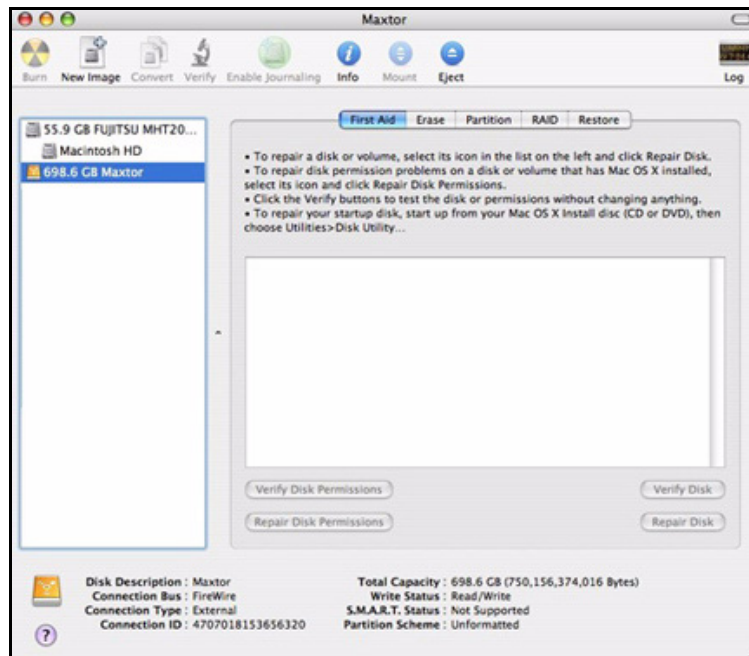 Maxtor
Burn New Image Convert Verify Enable Journaling Info Mount Eject Log
55.9 GB FUJITSU MHT20...
Macintosh HD
698.6 GB Maxtor
First Aid Erase Partition RAID Restore
• To repair a disk or volume, select its icon in the list on the left and click Repair Disk.
• To repair disk permission problems on a disk or volume that has Mac OS X installed,
select its icon and click Repair Disk Permissions.
• Click the Verify buttons to test the disk or permissions without changing anything.
• To repair your startup disk, start up from your Mac OS X Install disc (CD or DVD), then
choose Utilities>Disk Utility...
Verify Disk Permissions Verify Disk
Repair Disk Permissions Repair Disk
Disk Description : Maxtor Total Capacity : 698.6 GB (750,156,374,016 Bytes)
Connection Bus : FireWire Write Status : Read/Write
Connection Type : External S.M.A.R.T. Status : Not Supported
Connection ID : 4707018153656320 Partition Scheme : Unformatted
?